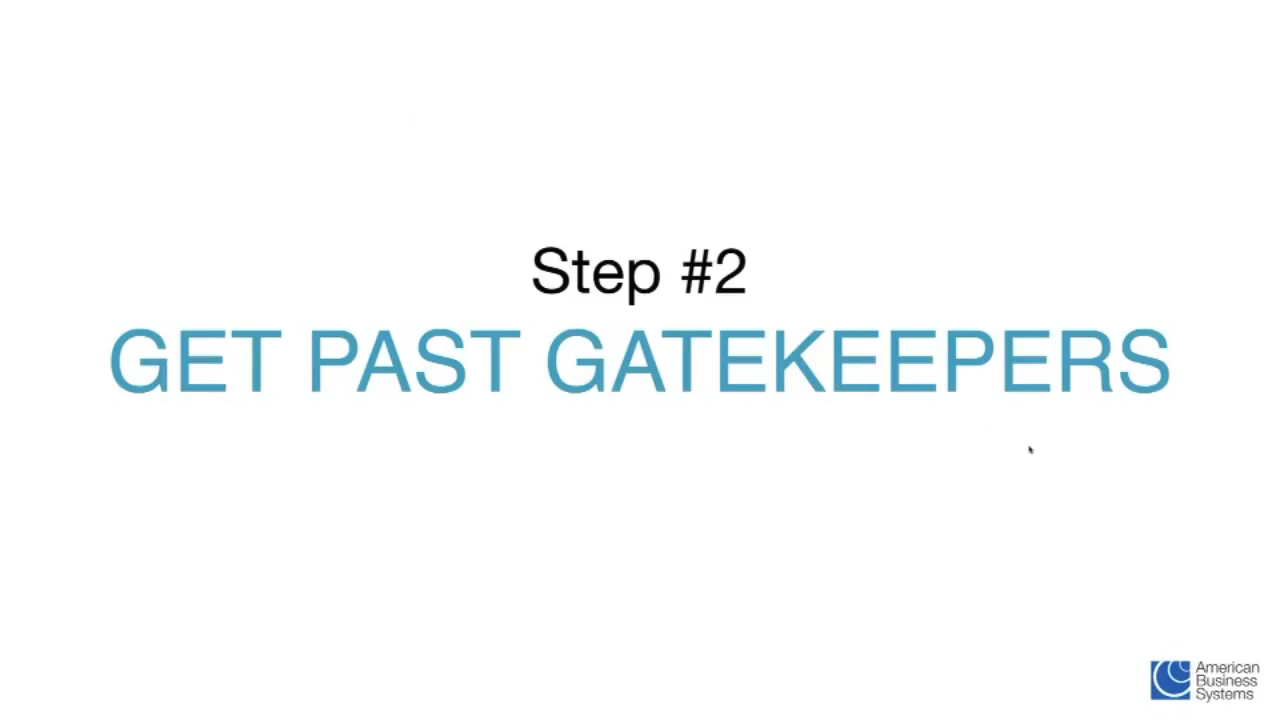 Step #2
GET PAST GATEKEEPERS
American
Business
Systems